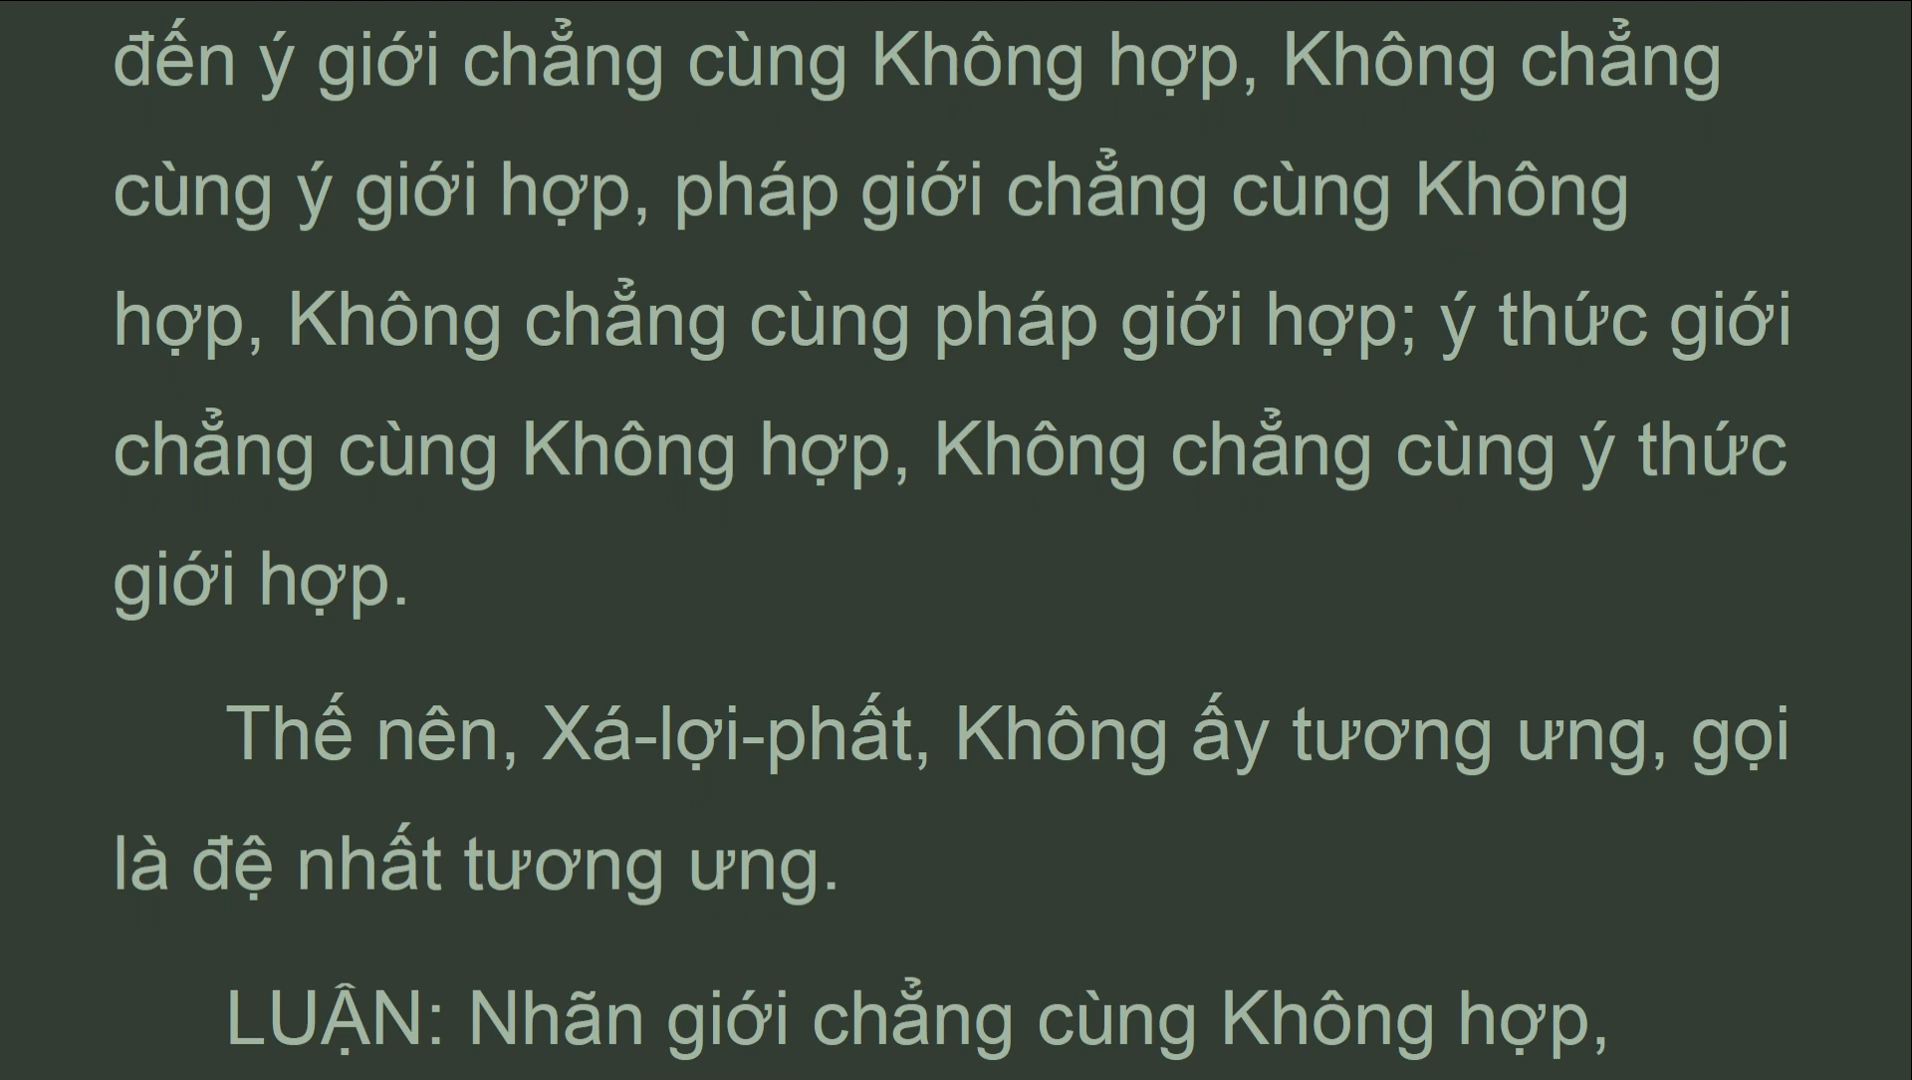 đến ý giới chẳng cùng Không hợp, Không chẳng
cùng ý giới hợp, pháp giới chẳng cùng Không
hợp, Không chẳng cùng pháp giới hợp; ý thức giới
chẳng cùng Không hợp, Không chẳng cùng ý thức
giới hợp.
Thế nên, Xá-lợi-phất, Không ấy tương ưng, gọi
là đệ nhất tương ưng.
LUẬN: Nhãn giới chẳng cùng Không hợp,